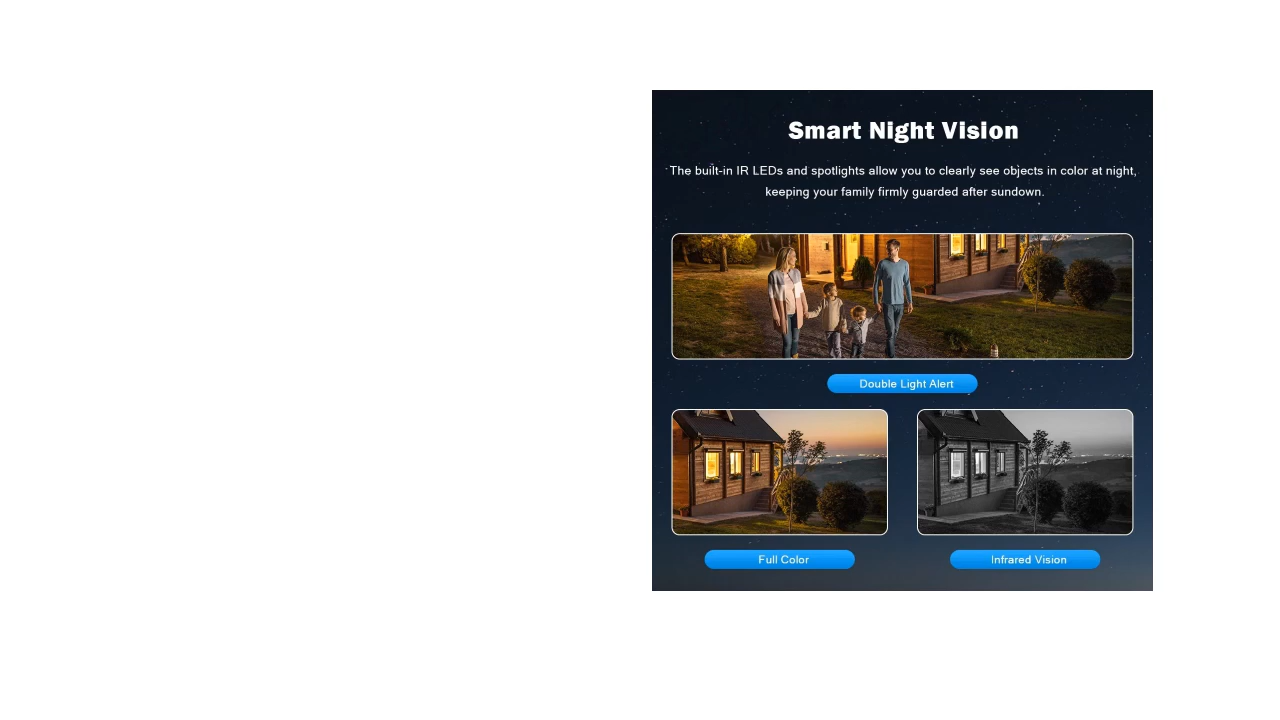 Smart Night Vision
The built-in IR LEDs and spotlights allow you to clearly see objects in color at night,
keeping your family firmly guarded after sundown.
Double Light Alert
Full Color
Infrared Vision